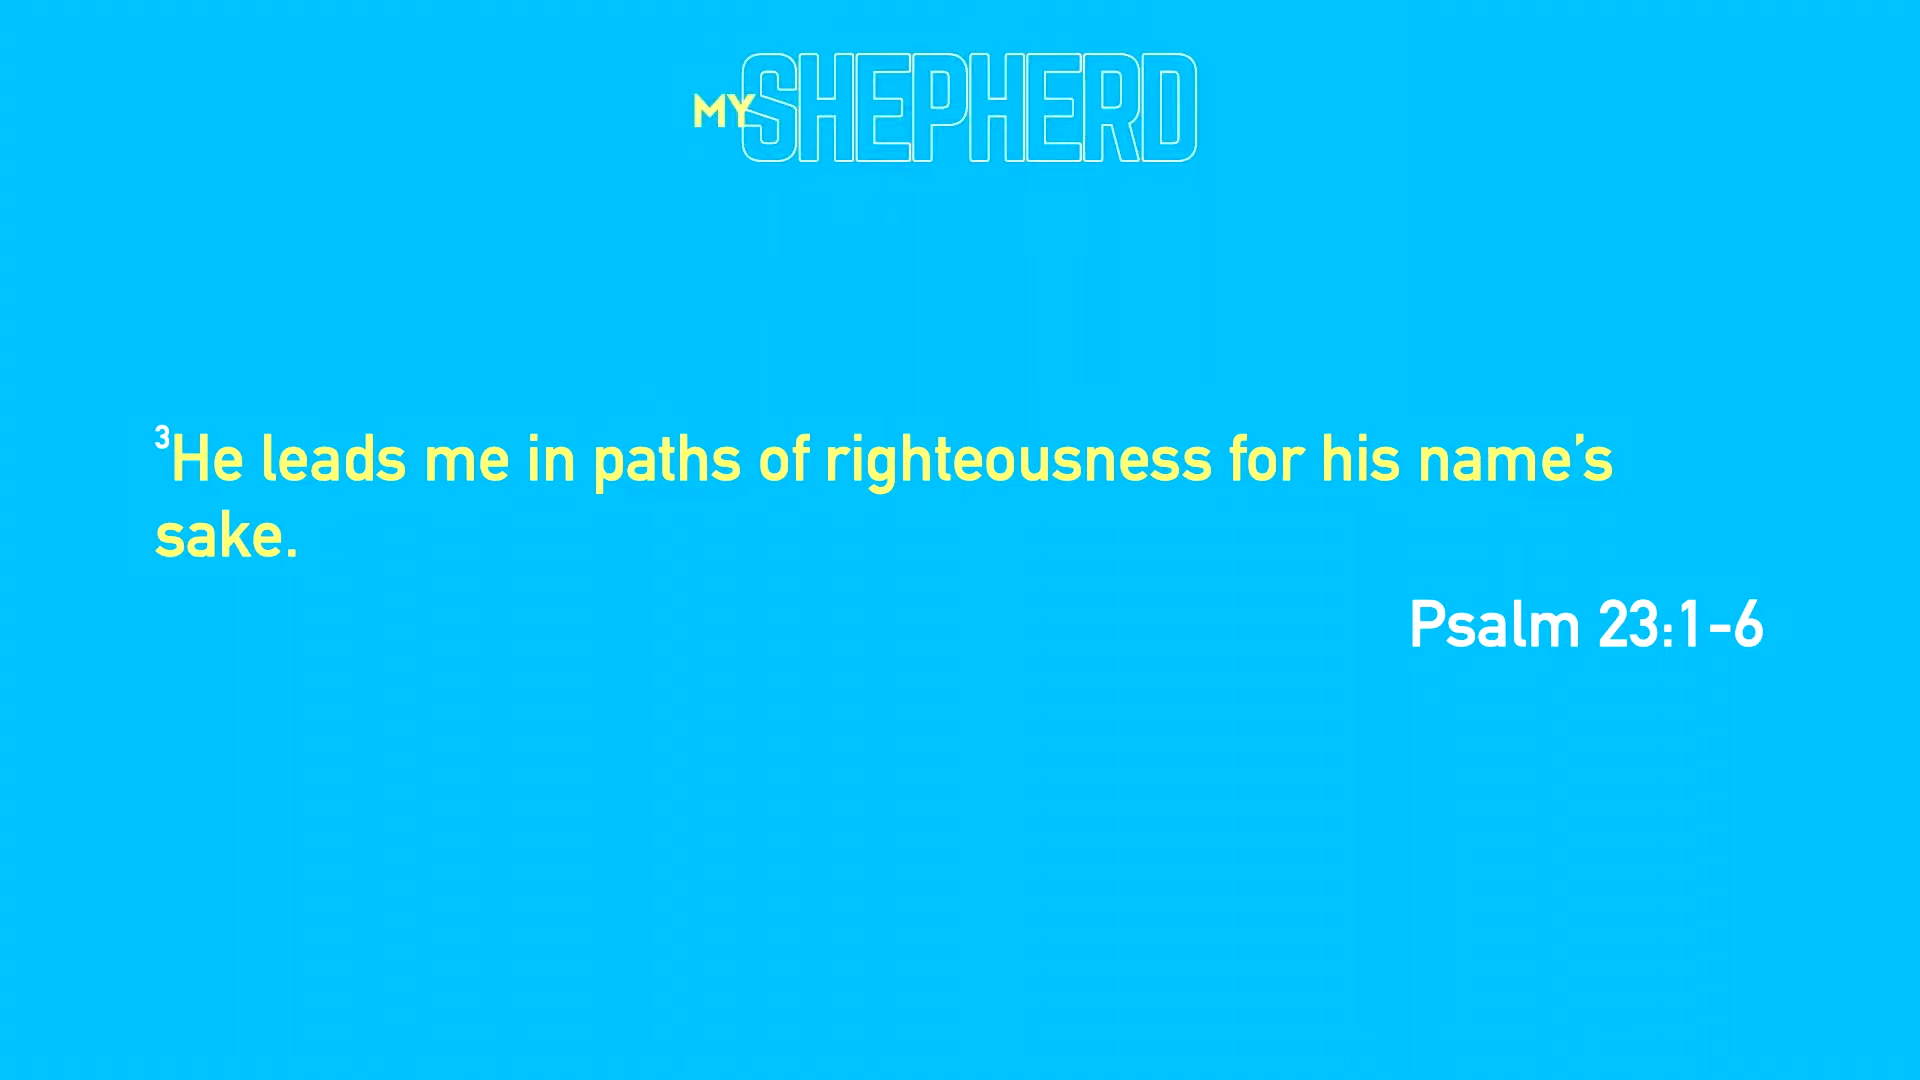 MY SHEPHERD
³He leads me in paths of righteousness for his name’s
sake.
Psalm 23:1-6